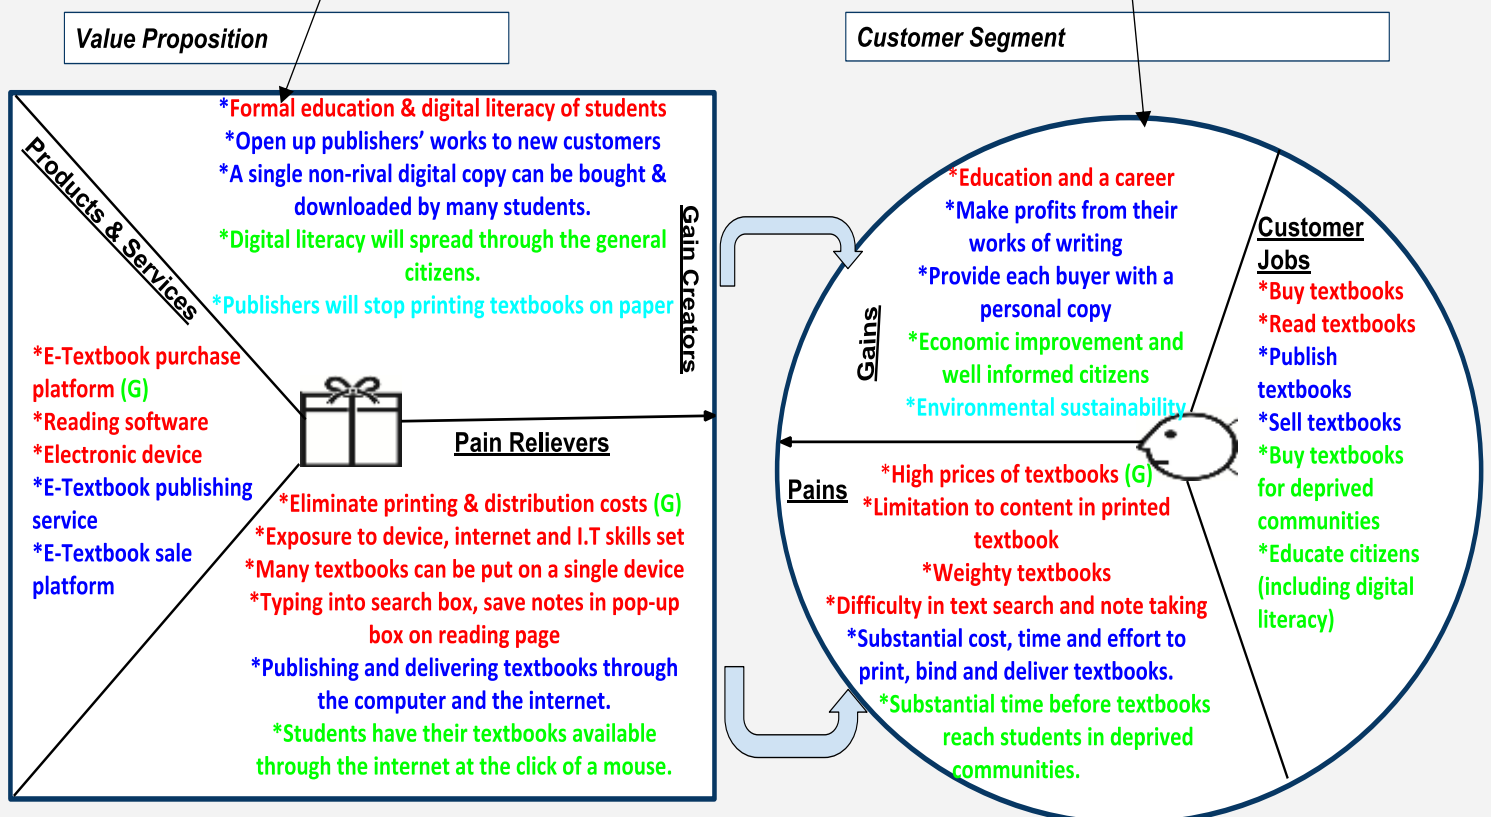 Value Proposition
Customer Segment
*Formal education & digital literacy of students
*Open up publishers’ works to new customers
*A single non-rival digital copy can be bought &
downloaded by many students.
*Digital literacy will spread through the general
citizens.
*Publishers will stop printing textbooks on paper
Gain Creators
Products & Services
*E-Textbook purchase
platform (G)
*Reading software
*Electronic device
*E-Textbook publishing
service
*E-Textbook sale
platform
Pain Relievers
*Eliminate printing & distribution costs (G)
*Exposure to device, internet and I.T skills set
*Many textbooks can be put on a single device
*Typing into search box, save notes in pop-up
box on reading page
*Publishing and delivering textbooks through
the computer and the internet.
*Students have their textbooks available
through the internet at the click of a mouse.
*Education and a career
*Make profits from their
works of writing
*Provide each buyer with a
personal copy
*Economic improvement and
well informed citizens
*Environmental sustainability
Gains
Pains
*High prices of textbooks (G)
*Limitation to content in printed
textbook
*Weighty textbooks
*Difficulty in text search and note taking
*Substantial cost, time and effort to
print, bind and deliver textbooks.
*Substantial time before textbooks
reach students in deprived
communities.
Customer
Jobs
*Buy textbooks
*Read textbooks
*Publish
textbooks
*Sell textbooks
*Buy textbooks
for deprived
communities
*Educate citizens
(including digital
literacy)